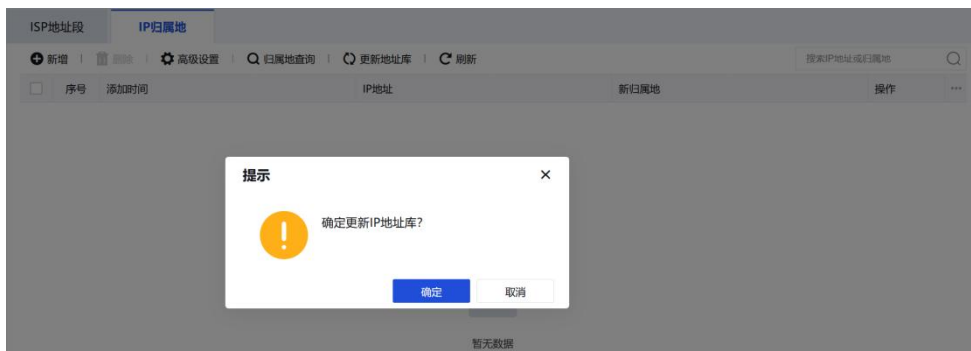 ISP地址段 IP归属地
新增 删除 高级设置 归属地查询 更新地址库 刷新 搜索IP地址或归属地
序号 添加时间 IP地址 新归属地 操作
提示
确定更新IP地址库?
确定 取消
暂无数据